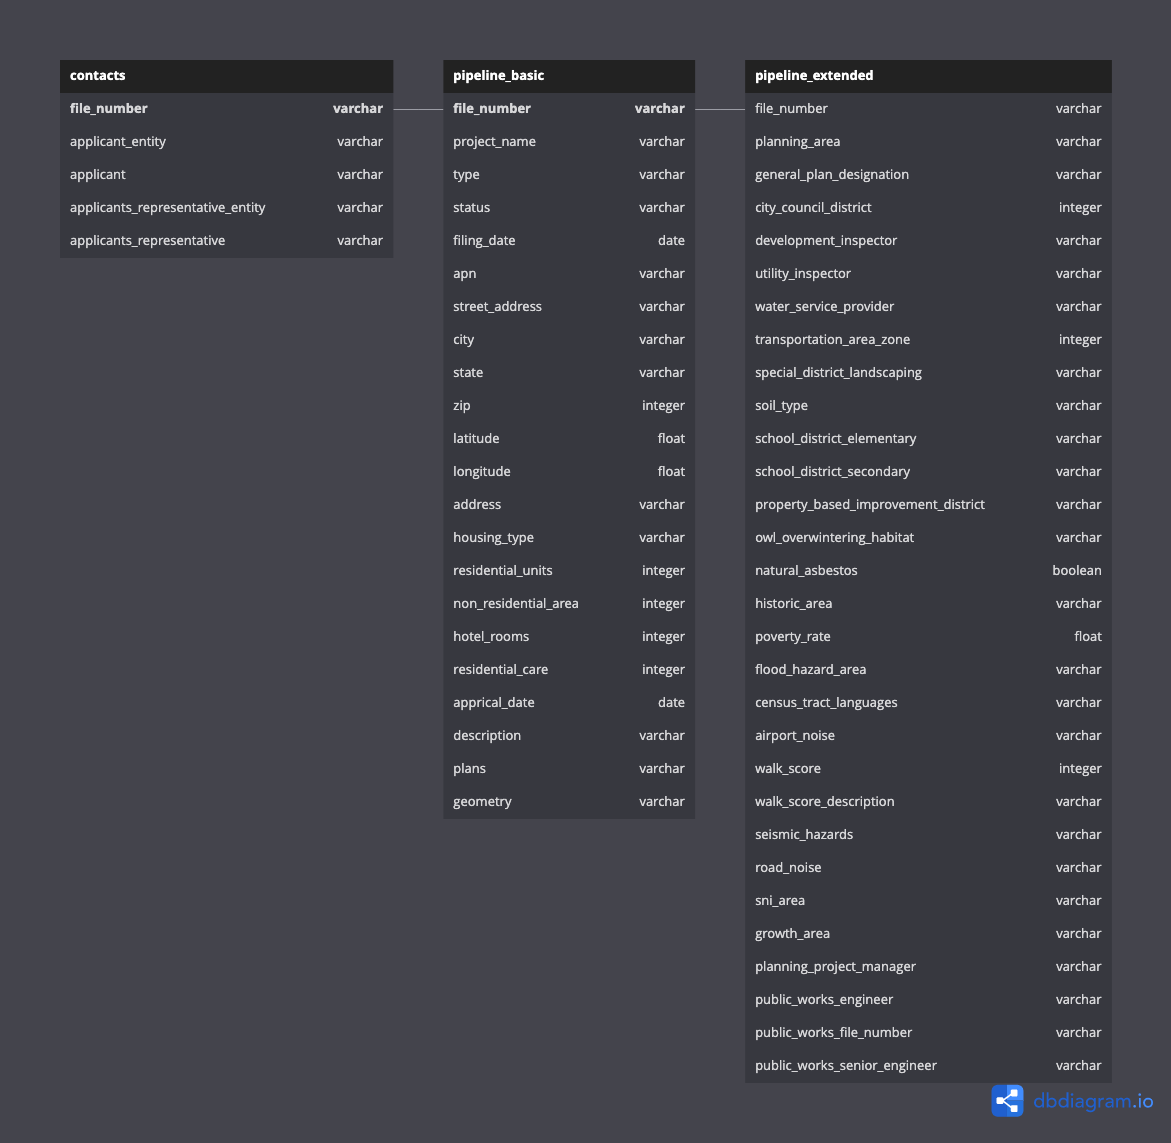 contacts
file_number varchar
applicant_entity varchar
applicant varchar
applicants_representative_entity varchar
applicants_representative varchar
pipeline_basic
file_number varchar
project_name varchar
type varchar
status varchar
filing_date date
apn varchar
street_address varchar
city varchar
state varchar
zip integer
latitude float
longitude float
address varchar
housing_type varchar
residential_units integer
non_residential_area integer
hotel_rooms integer
residential_care integer
apprical_date date
description varchar
plans varchar
geometry varchar
pipeline_extended
file_number varchar
planning_area varchar
general_plan_designation varchar
city_council_district integer
development_inspector varchar
utility_inspector varchar
water_service_provider varchar
transportation_area_zone integer
special_district_landscaping varchar
soil_type varchar
school_district_elementary varchar
school_district_secondary varchar
property_based_improvement_district varchar
owl_overwintering_habitat varchar
natural_asbestos boolean
historic_area varchar
poverty_rate float
flood_hazard_area varchar
census_tract_languages varchar
airport_noise varchar
walk_score integer
walk_score_description varchar
seismic_hazards varchar
road_noise varchar
sni_area varchar
growth_area varchar
planning_project_manager varchar
public_works_engineer varchar
public_works_file_number varchar
public_works_senior_engineer varchar
dbdiagram.io